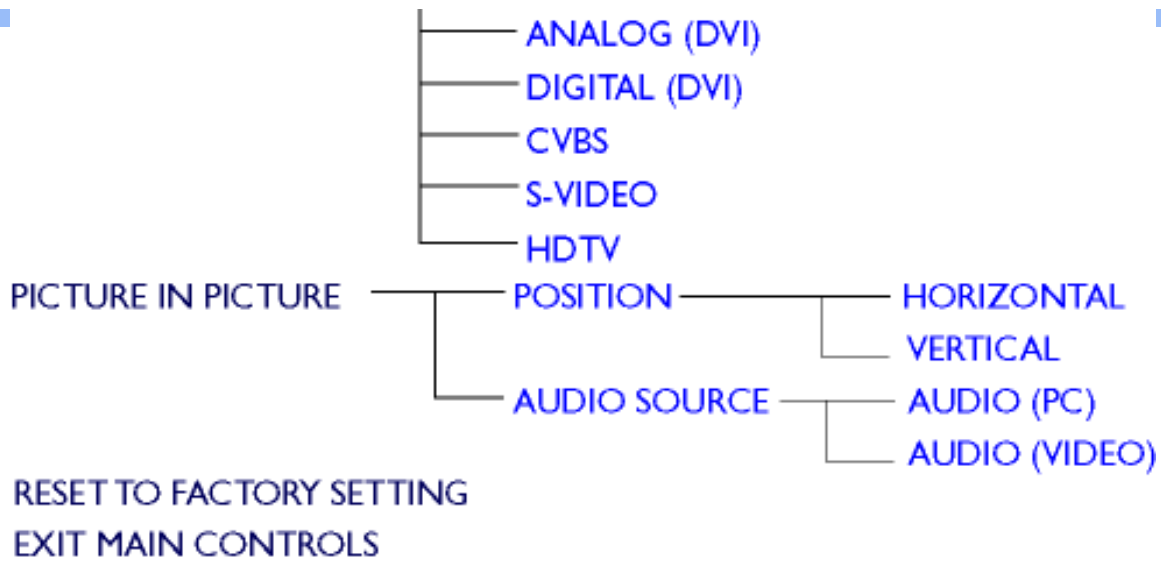 ANALOG (DVI)
DIGITAL (DVI)
CVBS
S-VIDEO
HDTV
PICTURE IN PICTURE POSITION HORIZONTAL
VERTICAL
AUDIO SOURCE AUDIO (PC)
AUDIO (VIDEO)
RESET TO FACTORY SETTING
EXIT MAIN CONTROLS